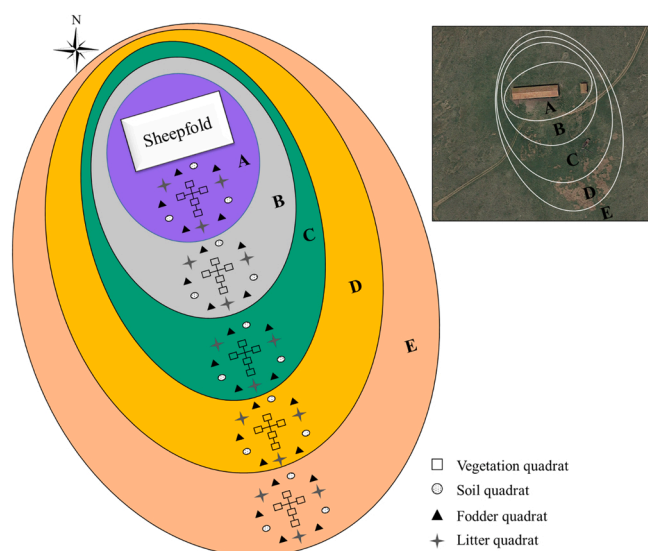 N
Sheepfold
A
B
C
D
E
A
B
C
D
E
Vegetation quadrat
Soil quadrat
Fodder quadrat
Litter quadrat